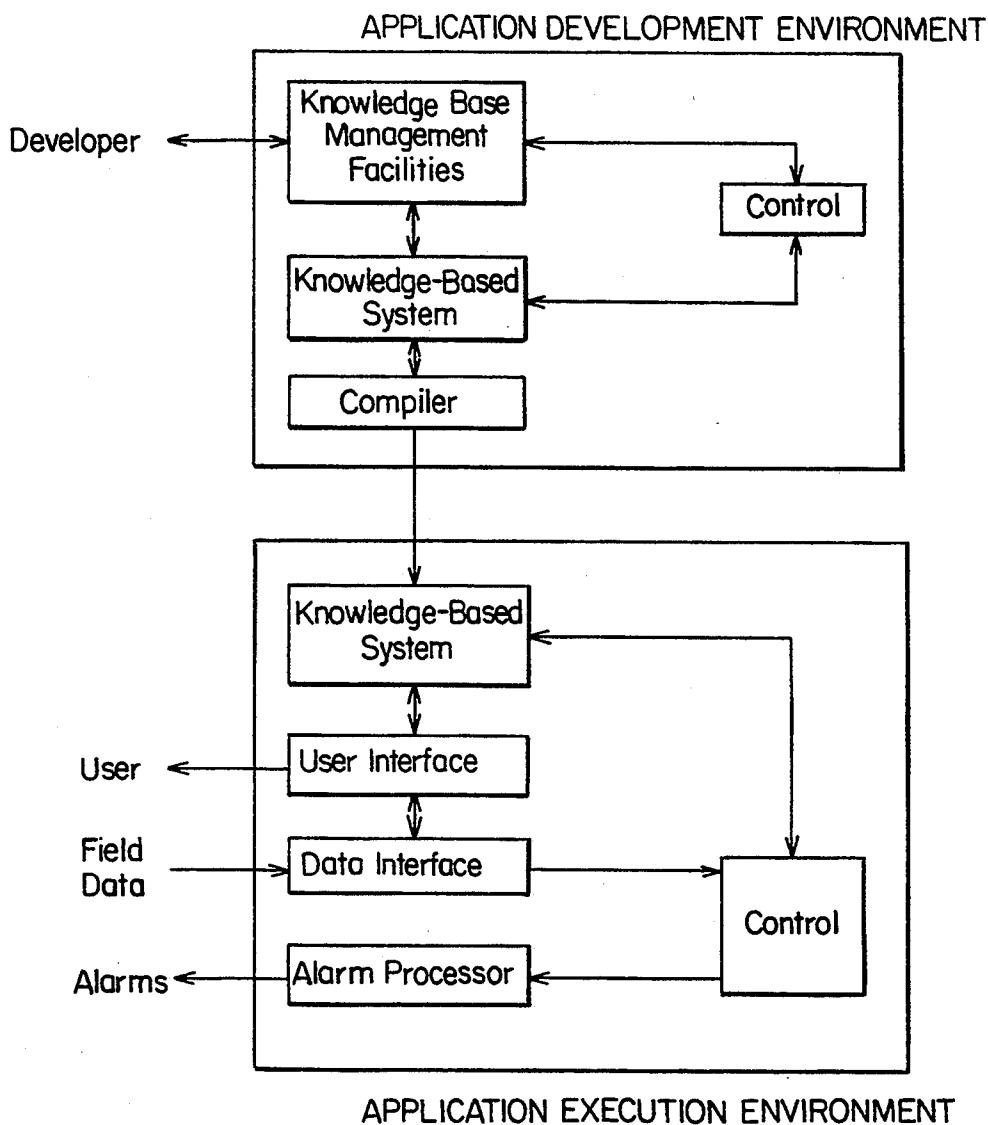 APPLICATION DEVELOPMENT ENVIRONMENT
Knowledge Base
Management
Facilities
Developer
Control
Knowledge-Based
System
Compiler
Knowledge-Based
System
User Interface
User
Field
Data
Data Interface
Control
Alarm Processor
Alarms
APPLICATION EXECUTION ENVIRONMENT